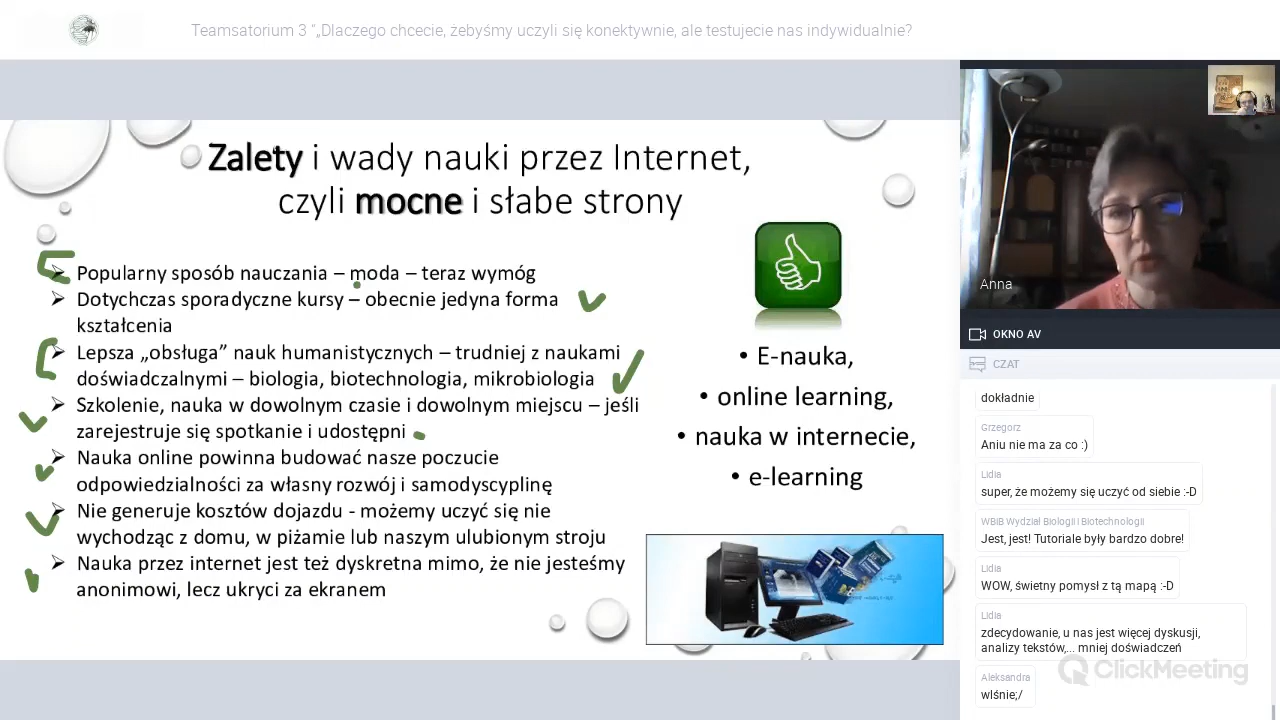 Teamsatorium 3 "„Dlaczego chcecie, żebyśmy uczyli się konektywnie, ale testujecie nas indywidualnie?
Zalety i wady nauki przez Internet,
czyli mocne i słabe strony
Popularny sposób nauczania – moda – teraz wymóg
Dotychczas sporadyczne kursy – obecnie jedyna forma
kształcenia
Lepsza „obsługa” nauk humanistycznych – trudniej z naukami
doświadczalnymi – biologia, biotechnologia, mikrobiologia
Szkolenie, nauka w dowolnym czasie i dowolnym miejscu – jeśli
zarejestruje się spotkanie i udostępni
Nauka online powinna budować nasze poczucie
odpowiedzialności za własny rozwój i samodyscyplinę
Nie generuje kosztów dojazdu - możemy uczyć się nie
wychodząc z domu, w piżamie lub naszym ulubionym stroju
Nauka przez internet jest też dyskretna mimo, że nie jesteśmy
anonimowi, lecz ukryci za ekranem
• E-nauka,
• online learning,
• nauka w internecie,
• e-learning
Anna
OKNO AV
CZAT
dokładnie
Grzegorz
Aniu nie ma za co :)
Lidia
super, że możemy się uczyć od siebie :-D
WBiB Wydział Biologii i Biotechnologii
Jest, jest! Tutoriale były bardzo dobre!
Lidia
WOW, świetny pomysł z tą mapą :-D
Lidia
zdecydowanie, u nas jest więcej dyskusji,
analizy tekstów,... mniej doświadczeń
Aleksandra
wlśnie;/
ClickMeeting